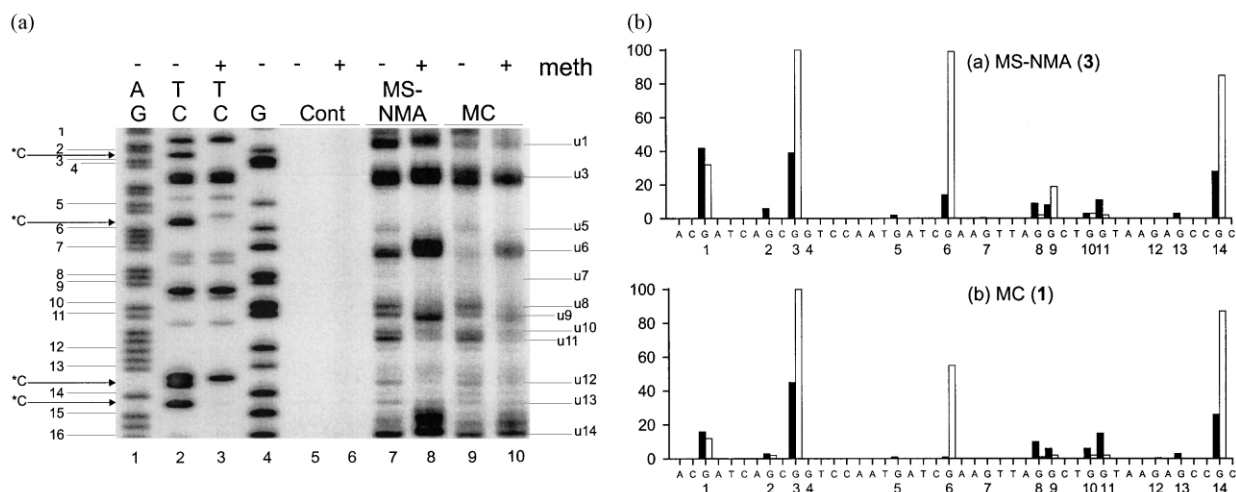 (a)
- - + - - + - + - + meth
A T T MS-
G C C G Cont NMA MC
1
*C 2
3
4
5
*C
6
7
8
9
10
11
12
13
*C
14
*C
15
16
u1
u3
u5
u6
u7
u8
u9
u10
u11
u12
u13
u14
1 2 3 4 5 6 7 8 9 10
(b)
(a) MS-NMA (3)
100
80
60
40
20
0
A C G A T C A G C G G T C C A A T G A T C G A A G T T A G G C T G G T A A G A G C C G C
1 2 3 4 5 6 7 8 9 10 11 12 13 14
(b) MC (1)
100
80
60
40
20
0
A C G A T C A G C G G T C C A A T G A T C G A A G T T A G G C T G G T A A G A G C C G C
1 2 3 4 5 6 7 8 9 10 11 12 13 14